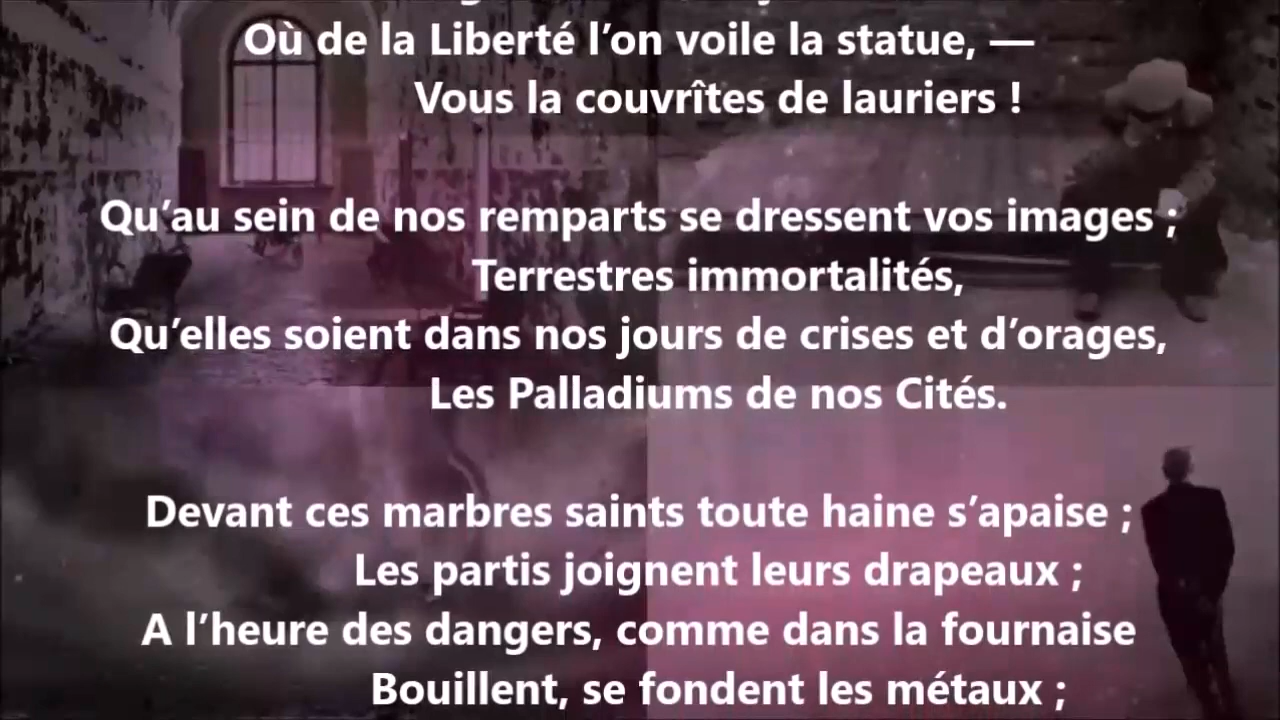 Où de la Liberté l’on voile la statue, —
Vous la couvrîtes de lauriers !
Qu’au sein de nos remparts se dressent vos images ;
Terrestres immortalités,
Qu’elles soient dans nos jours de crises et d’orages,
Les Palladiums de nos Cités.
Devant ces marbres saints toute haine s’apaise ;
Les partis joignent leurs drapeaux ;
A l’heure des dangers, comme dans la fournaise
Bouillent, se fondent les métaux ;